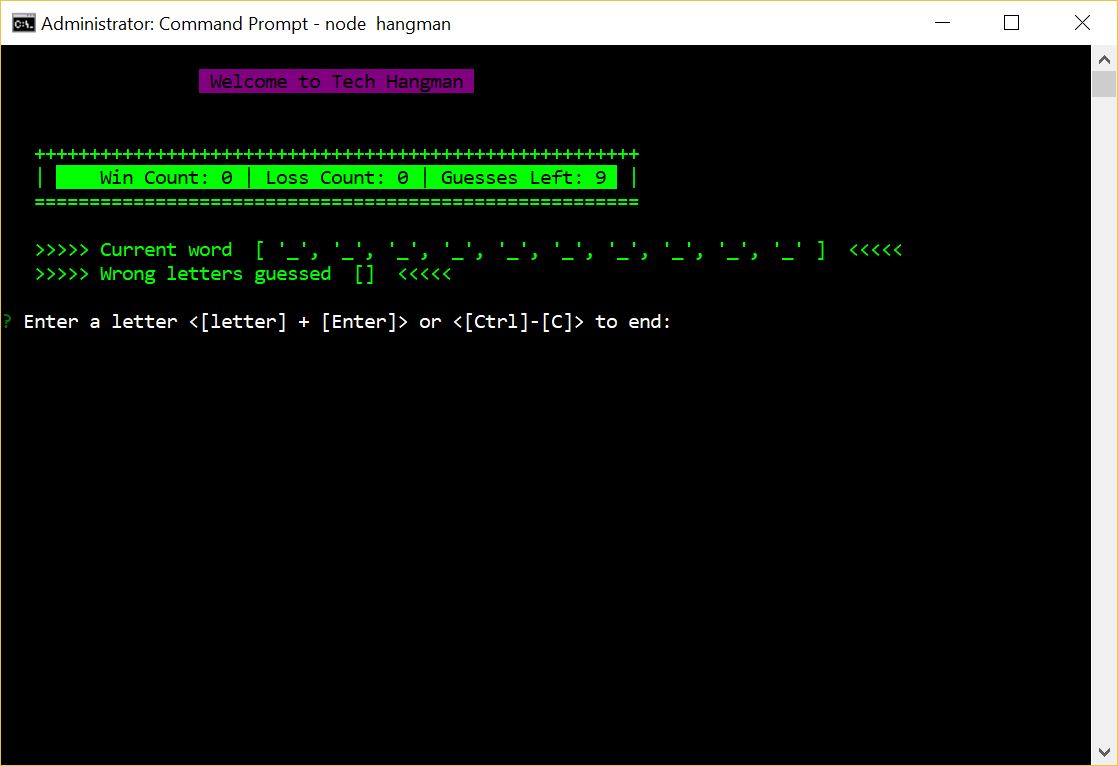 Administrator: Command Prompt - node  hangman
Welcome to Tech Hangman
+++++++++++++++++++++++++++++++++++++++++++++++++++++++
|     Win Count: 0 | Loss Count: 0 | Guesses Left: 9  |
=======================================================
>>>>> Current word  [ '_', '_', '_', '_', '_', '_', '_', '_', '_', '_' ]  <<<<<
>>>>> Wrong letters guessed  []  <<<<<
? Enter a letter <[letter] + [Enter]> or <[Ctrl]-[C]> to end: